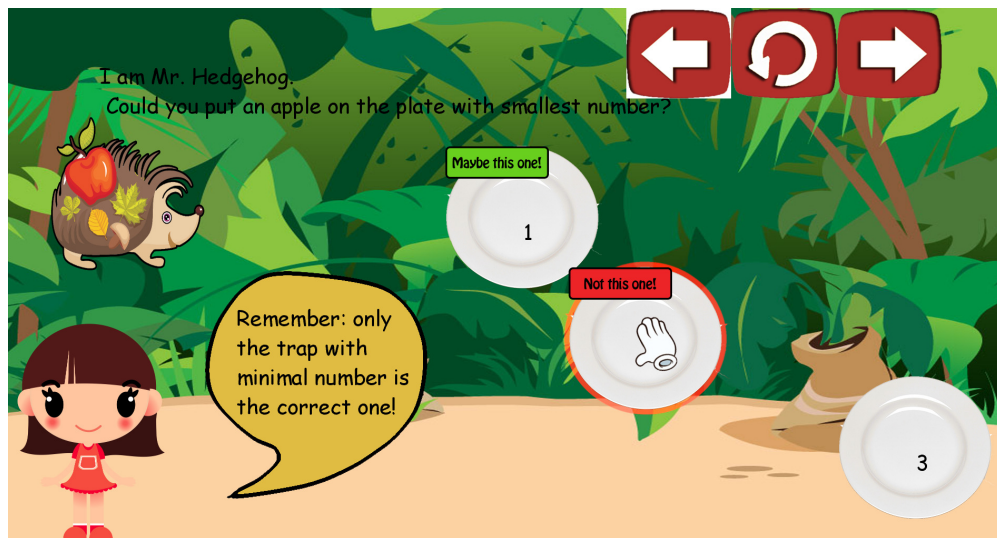 I am Mr. Hedgehog.
Could you put an apple on the plate with smallest number?
Maybe this one!
1
Not this one!
Remember: only
the trap with
minimal number is
the correct one!
3